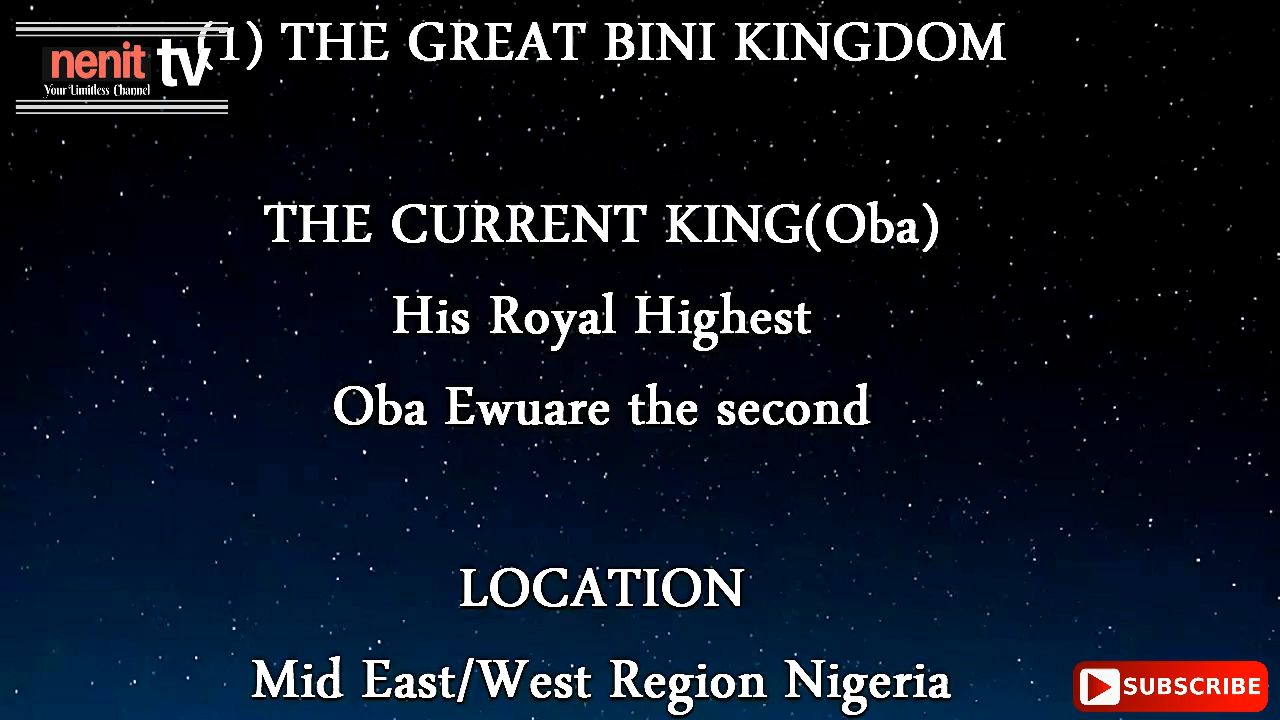 (1) THE GREAT BINI KINGDOM
nenit tv
Your Limitless Channel
THE CURRENT KING(Oba)
His Royal Highest
Oba Ewuare the second
LOCATION
Mid East/West Region Nigeria
SUBSCRIBE